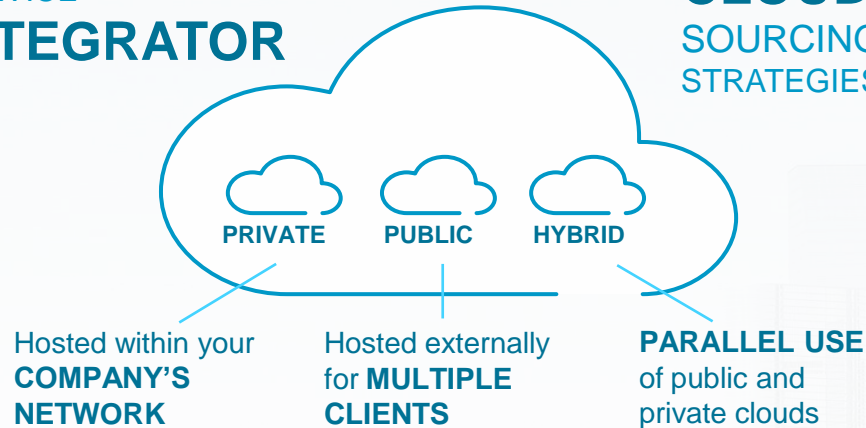 TEGRATOR
CLOUD
SOURCING
STRATEGIES
PRIVATE
PUBLIC
HYBRID
Hosted within your
COMPANY'S
NETWORK
Hosted externally
for MULTIPLE
CLIENTS
PARALLEL USE
of public and
private clouds